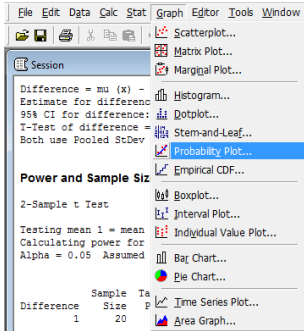 File Edit Data Calc Stat Graph Editor Tools Window
Scatterplot...
Matrix Plot...
Marginal Plot...
Histogram...
Dotplot...
Stem-and-Leaf...
Probability Plot...
Empirical CDF...
Boxplot...
Interval Plot...
Individual Value Plot...
Bar Chart...
Pie Chart...
Time Series Plot...
Area Graph...
Session
Difference = mu (x) -
Estimate for differenc
95% CI for difference:
T-Test of difference =
Both use Pooled StDev
Power and Sample Siz
2-Sample t Test
Testing mean 1 = mean
Calculating power for
Alpha = 0.05 Assumed
Sample Ta
Difference Size P
1 20